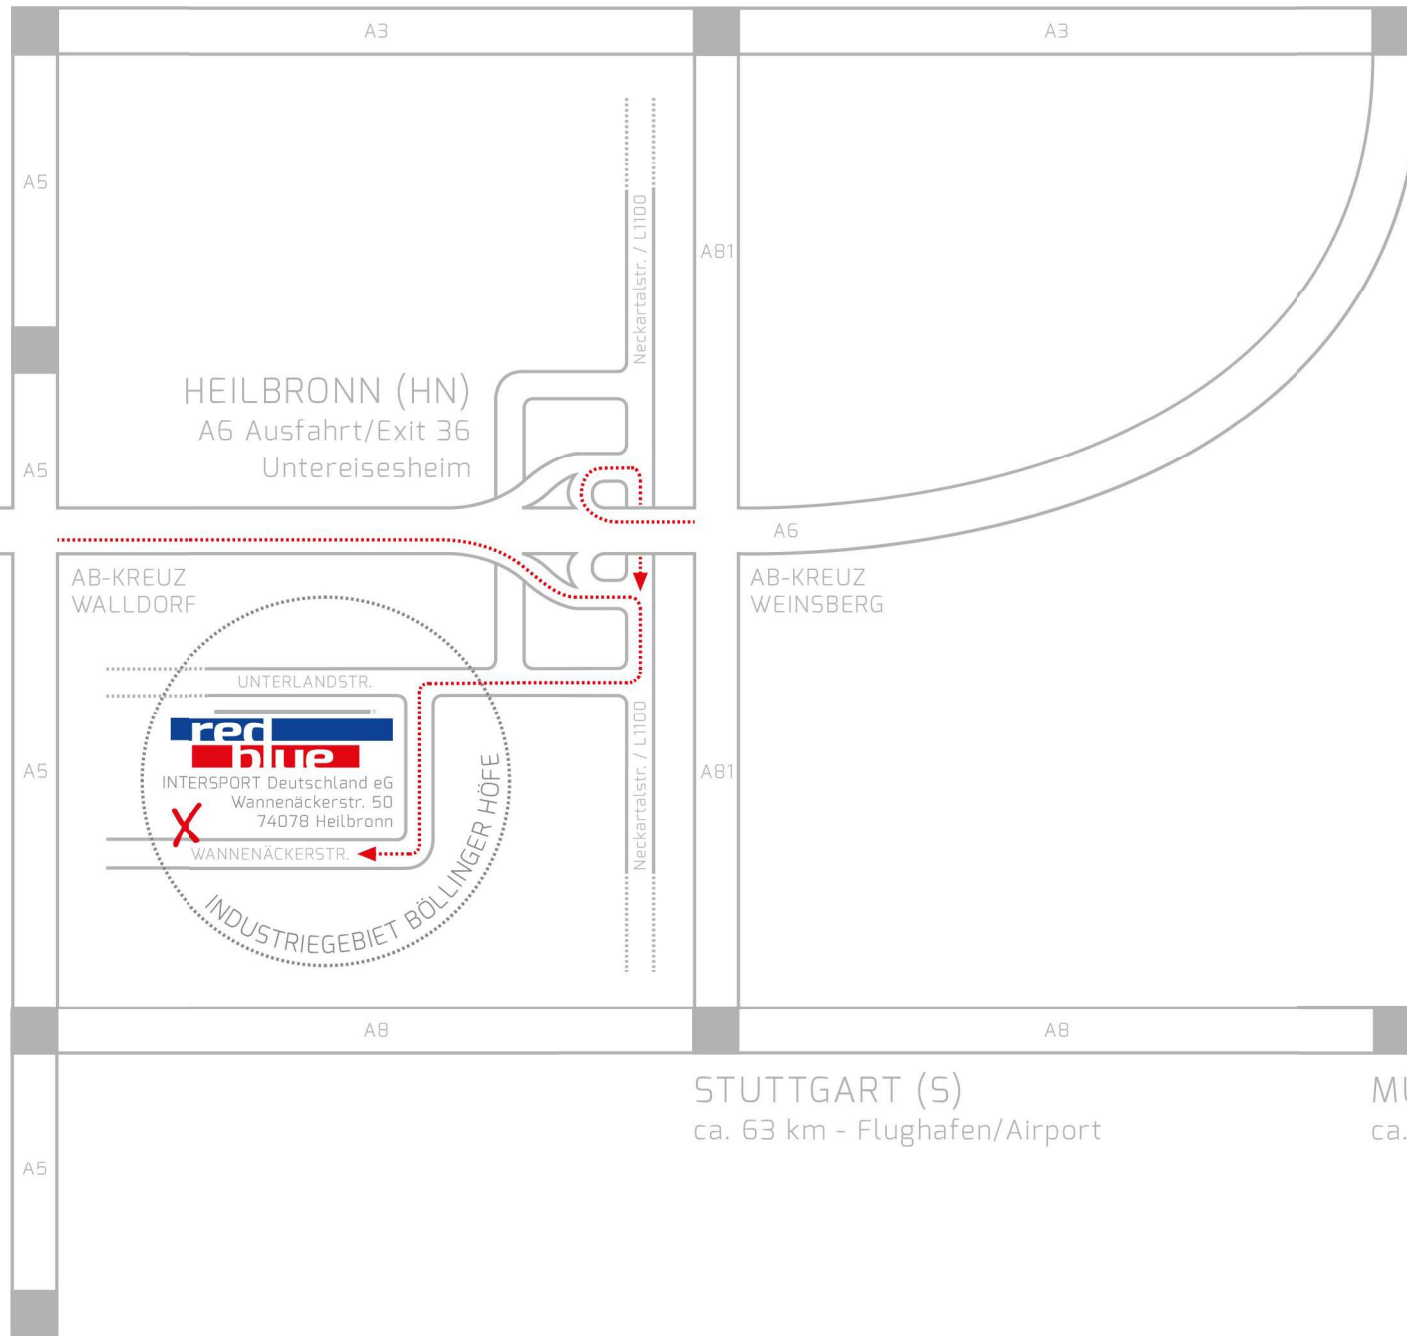 A3
A3
A5
Neckartalstr. / L1100
A81
HEILBRONN (HN)
A6 Ausfahrt/Exit 36
Untereisesheim
A5
A6
AB-KREUZ
WALLDORF
AB-KREUZ
WEINSBERG
UNTERLANDSTR.
red
blue
INTERSPORT Deutschland eG
Wannenäckerstr. 50
74078 Heilbronn
WANNENÄCKERSTR.
INDUSTRIEGEBIET BÖLLINGER HÖFE
A5
Neckartalstr. / L1100
A81
A8
A8
STUTTGART (S)
ca. 63 km - Flughafen/Airport
MU
ca.
A5